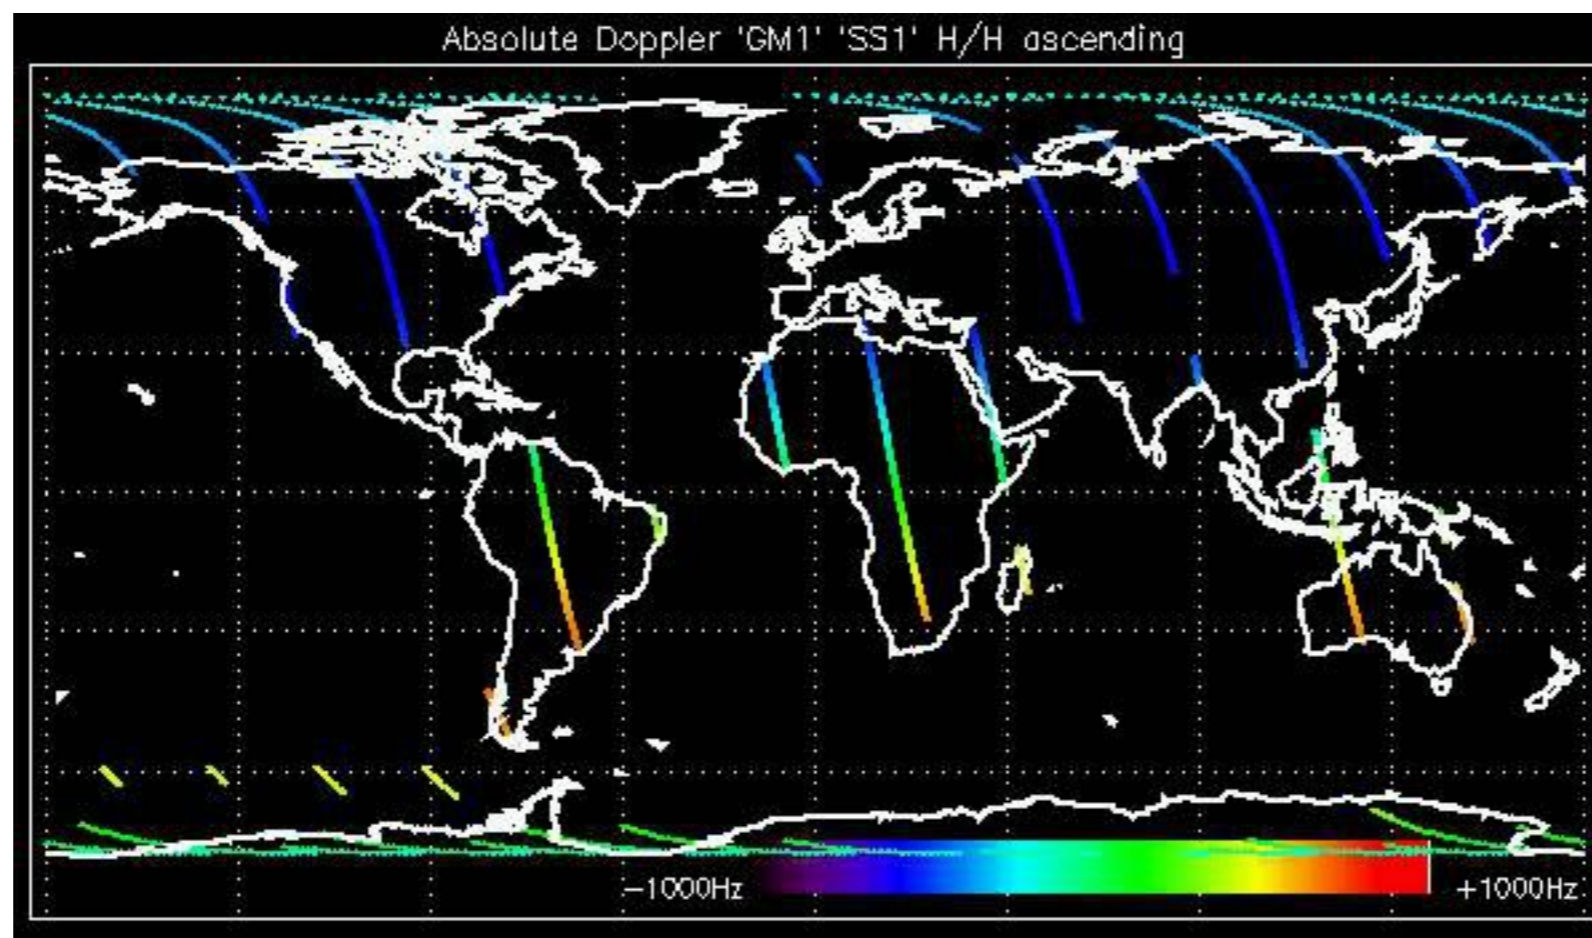 Absolute Doppler 'GM1' 'SS1' H/H ascending
−1000Hz
+1000Hz